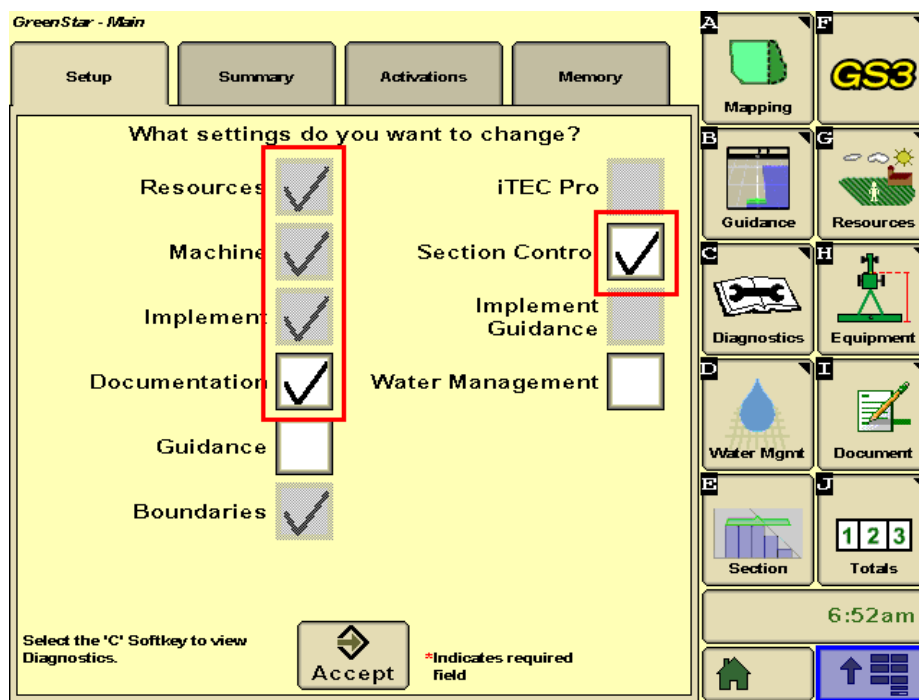 GreenStar - Main
Setup
Summary
Activations
Memory
What settings do you want to change?
Resources
Machine
Implement
Documentation
Guidance
Boundaries
iTEC Pro
Section Contro
Implement
Guidance
Water Management
Select the 'C' Softkey to view
Diagnostics.
Accept
*Indicates required
field
A
Mapping
F
GS3
B
Guidance
G
Resources
C
Diagnostics
H
Equipment
D
Water Mgmt
I
Document
E
Section
J
1 2 3
Totals
6:52am